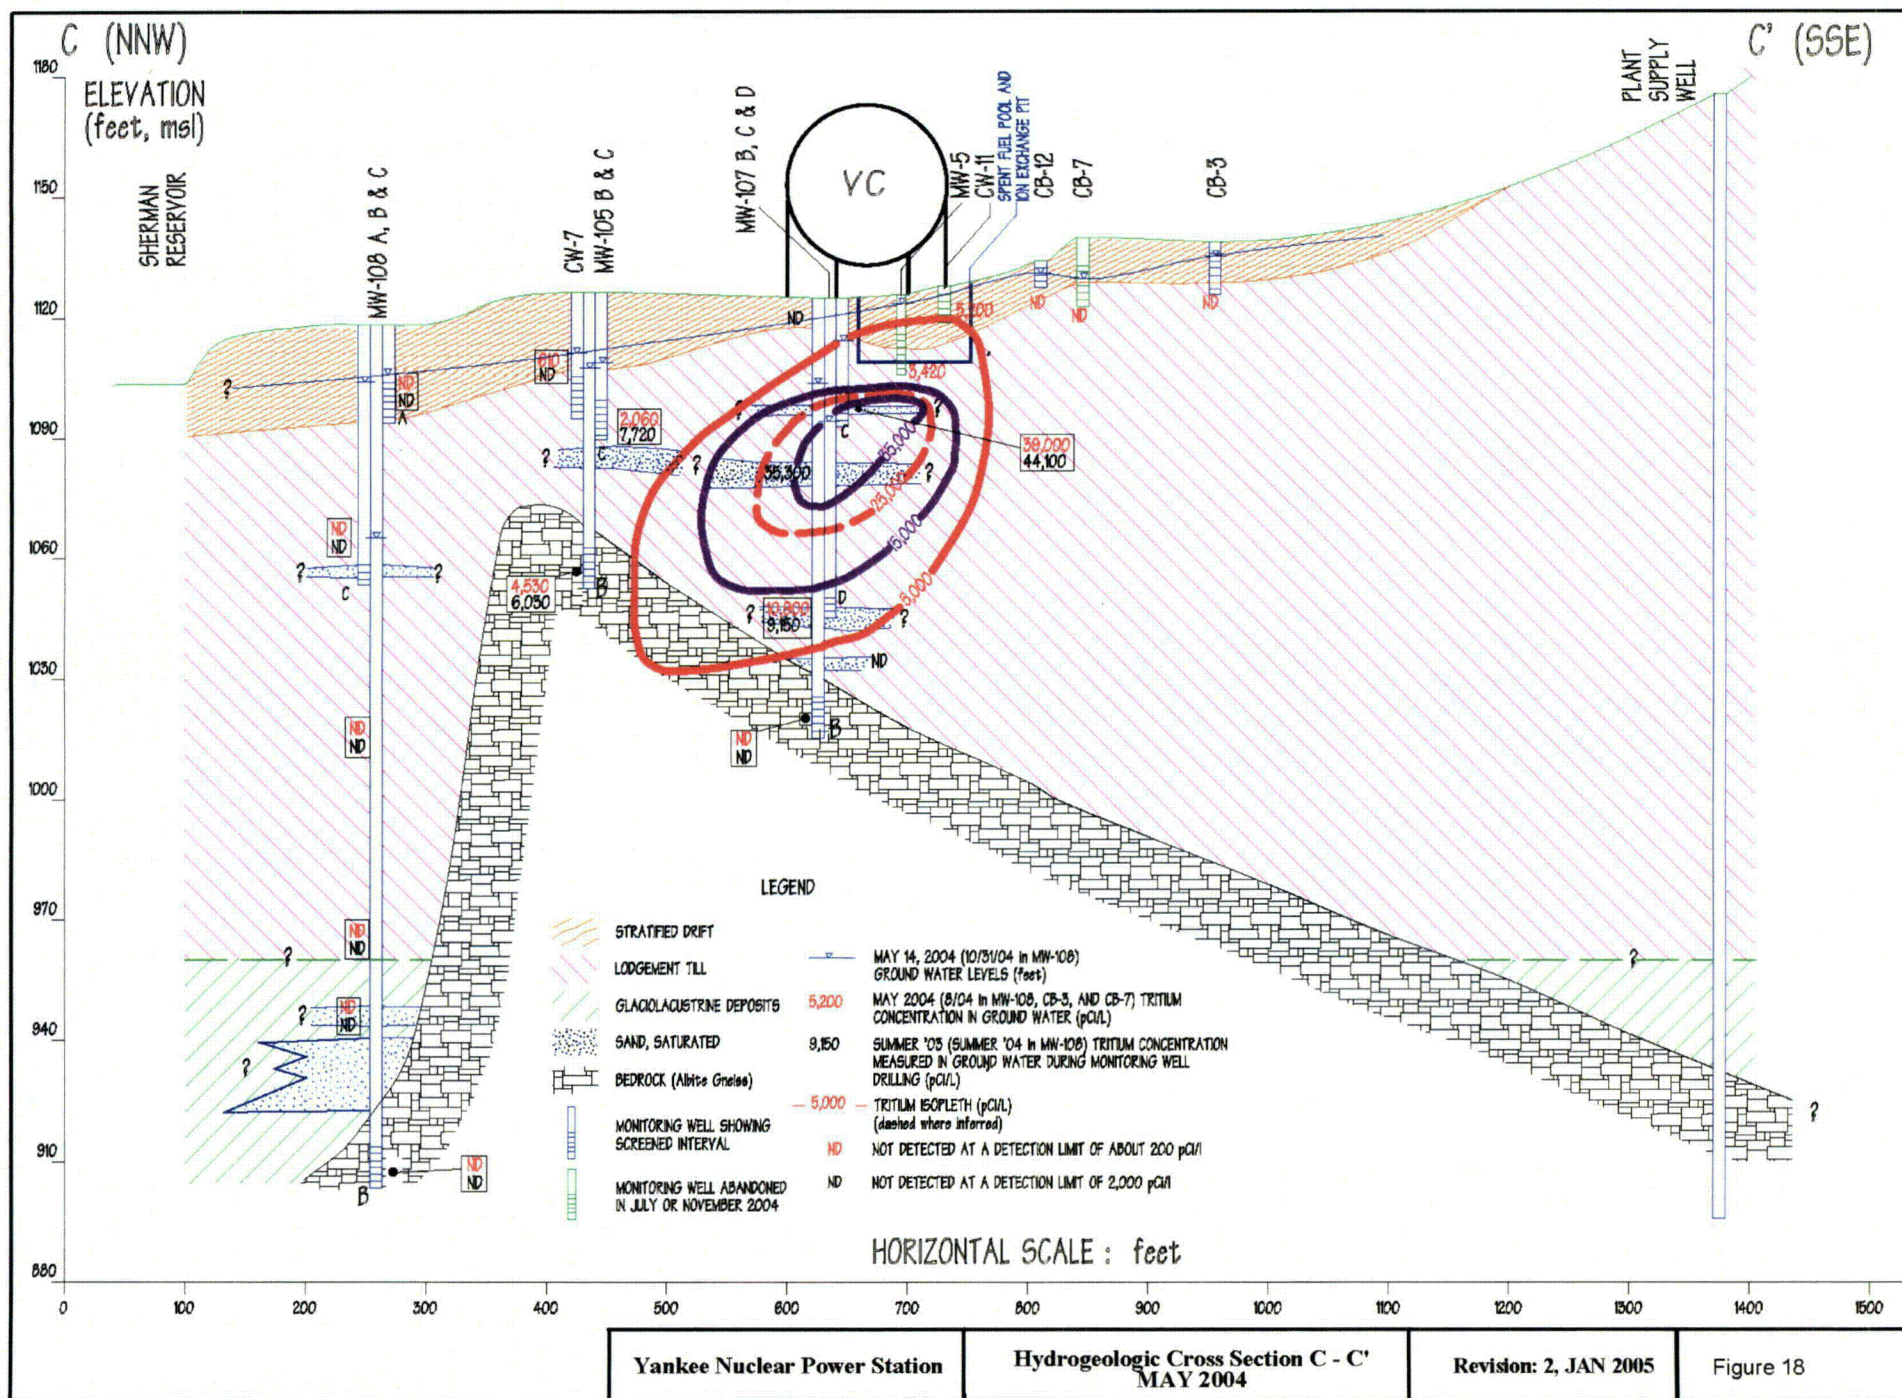 C (NNW)
C' (SSE)
ELEVATION
(feet, msl)
1180
1150
1120
1090
1060
1030
1000
970
940
910
880
SHERMAN
RESERVOIR
MW-108 A, B & C
CW-7
MW-105 B & C
MW-107 B, C & D
VC
MW-5
CW-11
SPENT FUEL POOL AND
ION EXCHANGE PIT
CB-12
CB-7
CB-3
PLANT
SUPPLY
WELL
ND
5,200
ND
ND
ND
?
ND
ND
A
610
ND
3,420
2,060
7,720
C
?
?
?
?
C
35,300
?
35,000
25,000
15,000
5,000
39,000
44,100
ND
ND
?
?
C
4,530
6,030
B
?
10,900
9,150
D
?
ND
ND
ND
B
ND
ND
ND
ND
?
?
ND
ND
?
?
ND
ND
B
?
LEGEND
STRATIFIED DRIFT
LODGEMENT TILL
GLACIOLACUSTRINE DEPOSITS
SAND, SATURATED
BEDROCK (Albite Gneiss)
MONITORING WELL SHOWING
SCREENED INTERVAL
MONITORING WELL ABANDONED
IN JULY OR NOVEMBER 2004
MAY 14, 2004 (10/31/04 in MW-108)
GROUND WATER LEVELS (feet)
5,200 MAY 2004 (8/04 in MW-108, CB-3, AND CB-7) TRITIUM
CONCENTRATION IN GROUND WATER (pCi/L)
9,150 SUMMER '03 (SUMMER '04 in MW-108) TRITIUM CONCENTRATION
MEASURED IN GROUND WATER DURING MONITORING WELL
DRILLING (pCi/L)
— 5,000 — TRITIUM ISOPLETH (pCi/L)
(dashed where inferred)
ND NOT DETECTED AT A DETECTION LIMIT OF ABOUT 200 pCi/l
ND NOT DETECTED AT A DETECTION LIMIT OF 2,000 pCi/l
HORIZONTAL SCALE : feet
0 100 200 300 400 500 600 700 800 900 1000 1100 1200 1300 1400 1500
Yankee Nuclear Power Station
Hydrogeologic Cross Section C - C'
MAY 2004
Revision: 2, JAN 2005
Figure 18